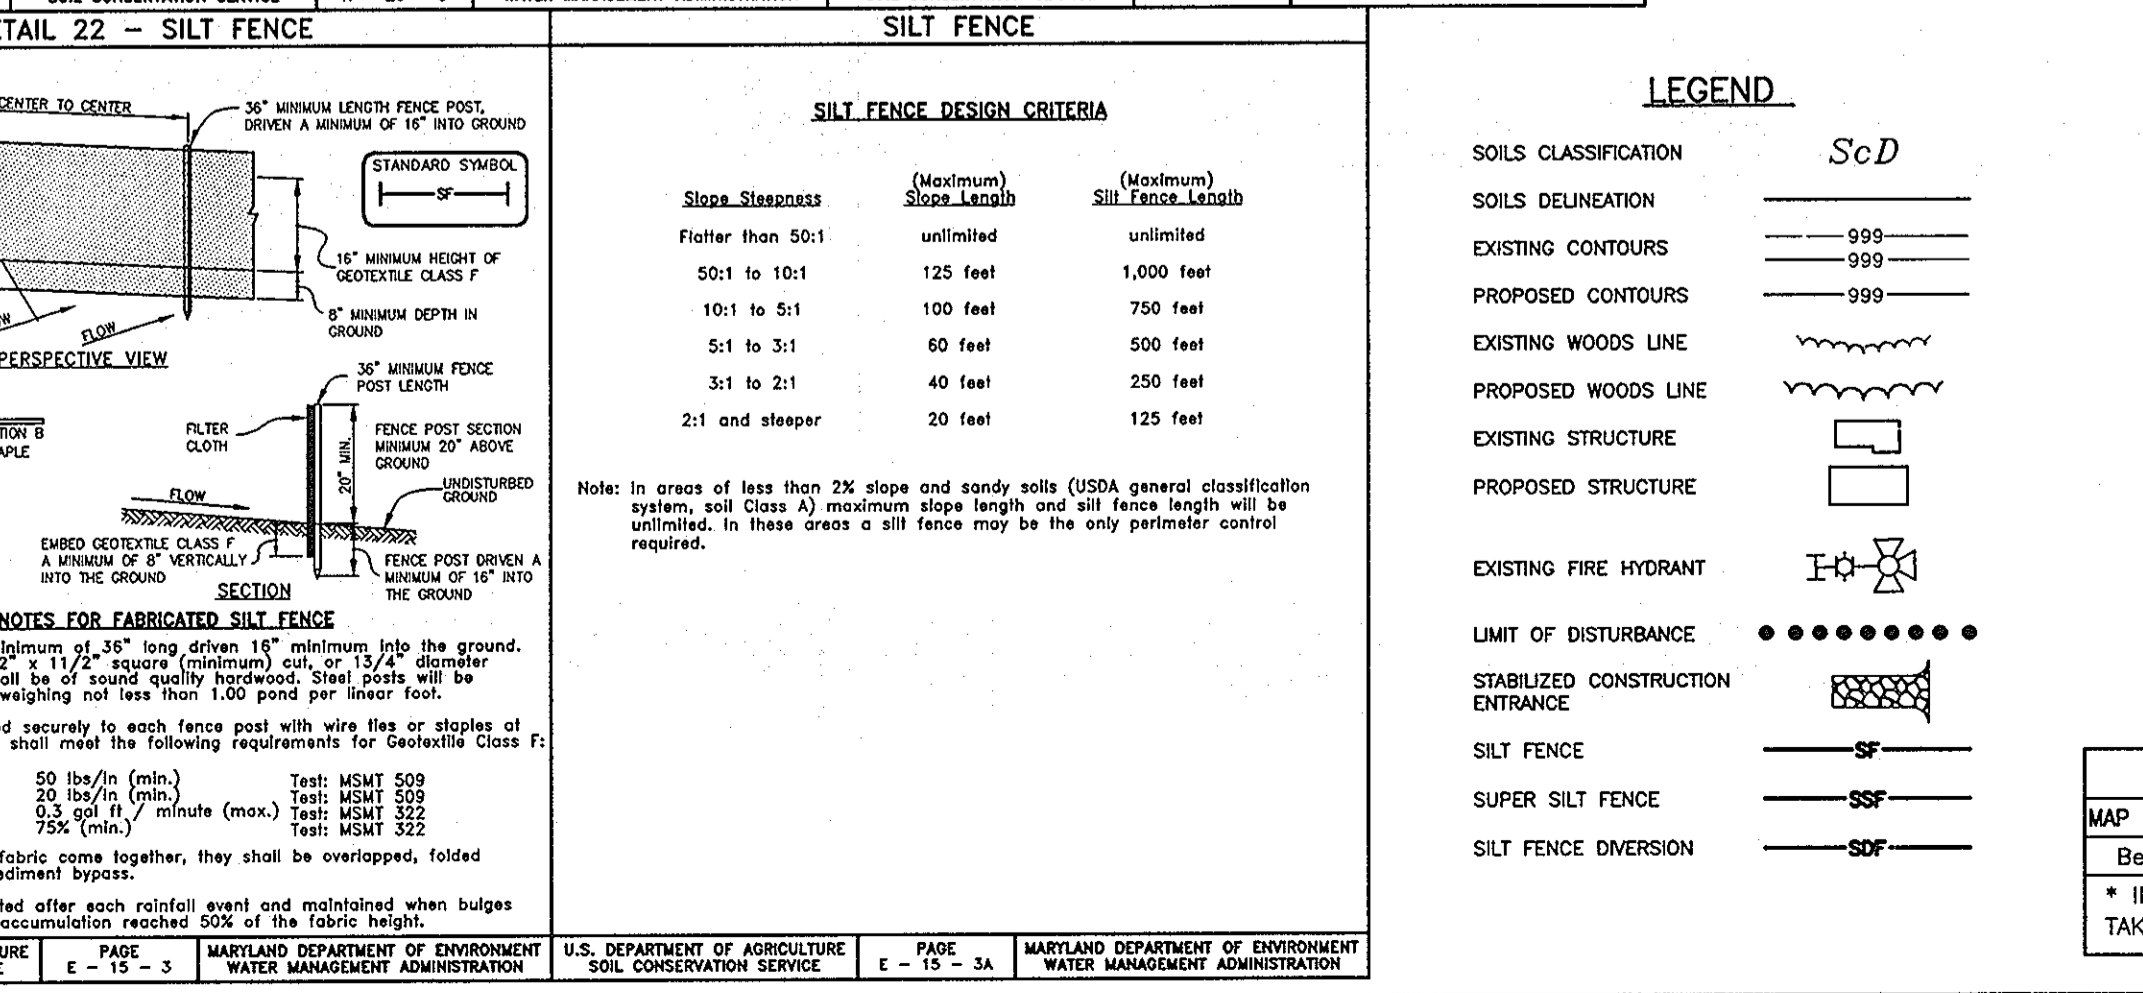 TAIL 22 - SILT FENCE
CENTER TO CENTER
36" MINIMUM LENGTH FENCE POST,
DRIVEN A MINIMUM OF 16" INTO GROUND
STANDARD SYMBOL
SF
16" MINIMUM HEIGHT OF
GEOTEXTILE CLASS F
8" MINIMUM DEPTH IN
GROUND
FLOW
PERSPECTIVE VIEW
36" MINIMUM FENCE
POST LENGTH
FILTER
CLOTH
20" MIN.
FENCE POST SECTION
MINIMUM 20" ABOVE
GROUND
UNDISTURBED
GROUND
FLOW
EMBED GEOTEXTILE CLASS F
A MINIMUM OF 8" VERTICALLY
INTO THE GROUND
FENCE POST DRIVEN A
MINIMUM OF 16" INTO
THE GROUND
SECTION
NOTES FOR FABRICATED SILT FENCE
inimum of 36" long driven 16" minimum into the ground.
2" x 11/2" square (minimum) cut, or 13/4" diameter
all be of sound quality hardwood. Steel posts will be
weighing not less than 1.00 pond per linear foot.
d securely to each fence post with wire ties or staples at
shall meet the following requirements for Geotextile Class F:
50 lbs/in (min.) Test: MSMT 509
20 lbs/in (min.) Test: MSMT 509
0.3 gal ft / minute (max.) Test: MSMT 322
75% (min.) Test: MSMT 322
fabric come together, they shall be overlapped, folded
ediment bypass.
ted after each rainfall event and maintained when bulges
accumulation reached 50% of the fabric height.
URE
PAGE
E - 15 - 3
MARYLAND DEPARTMENT OF ENVIRONMENT
WATER MANAGEMENT ADMINISTRATION
SILT FENCE
SILT FENCE DESIGN CRITERIA
Slope Steepness (Maximum) Slope Length (Maximum) Silt Fence Length
Flatter than 50:1 unlimited unlimited
50:1 to 10:1 125 feet 1,000 feet
10:1 to 5:1 100 feet 750 feet
5:1 to 3:1 60 feet 500 feet
3:1 to 2:1 40 feet 250 feet
2:1 and steeper 20 feet 125 feet
Note: In areas of less than 2% slope and sandy soils (USDA general classification
system, soil Class A) maximum slope length and silt fence length will be
unlimited. In these areas a silt fence may be the only perimeter control
required.
U.S. DEPARTMENT OF AGRICULTURE
SOIL CONSERVATION SERVICE
PAGE
E - 15 - 3A
MARYLAND DEPARTMENT OF ENVIRONMENT
WATER MANAGEMENT ADMINISTRATION
LEGEND
SOILS CLASSIFICATION ScD
SOILS DELINEATION
EXISTING CONTOURS 999
999
PROPOSED CONTOURS 999
EXISTING WOODS LINE
PROPOSED WOODS LINE
EXISTING STRUCTURE
PROPOSED STRUCTURE
EXISTING FIRE HYDRANT
LIMIT OF DISTURBANCE
STABILIZED CONSTRUCTION
ENTRANCE
SILT FENCE SF
SUPER SILT FENCE SSF
SILT FENCE DIVERSION SDF
MAP
Be
TAK